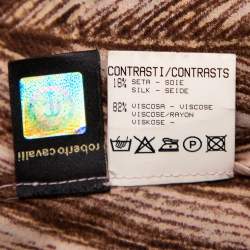 CONTRASTI/CONTRASTS
18% SETA - SOIE
SILK - SEIDE
82% VISCOSA - VISCOSE
VISCOSE/RAYON
VISKOSE -
roberto cavalli